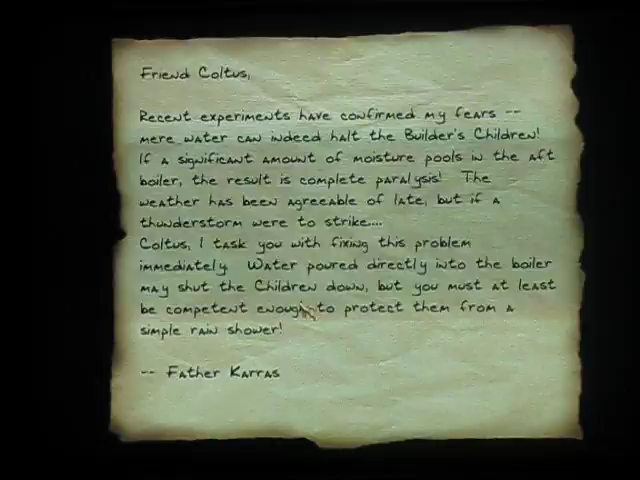 Friend Coltus,
Recent experiments have confirmed my fears --
mere water can indeed halt the Builder's Children!
If a significant amount of moisture pools in the aft
boiler, the result is complete paralysis! The
weather has been agreeable of late, but if a
thunderstorm were to strike....
Coltus, I task you with fixing this problem
immediately. Water poured directly into the boiler
may shut the Children down, but you must at least
be competent enough to protect them from a
simple rain shower!
-- Father Karras